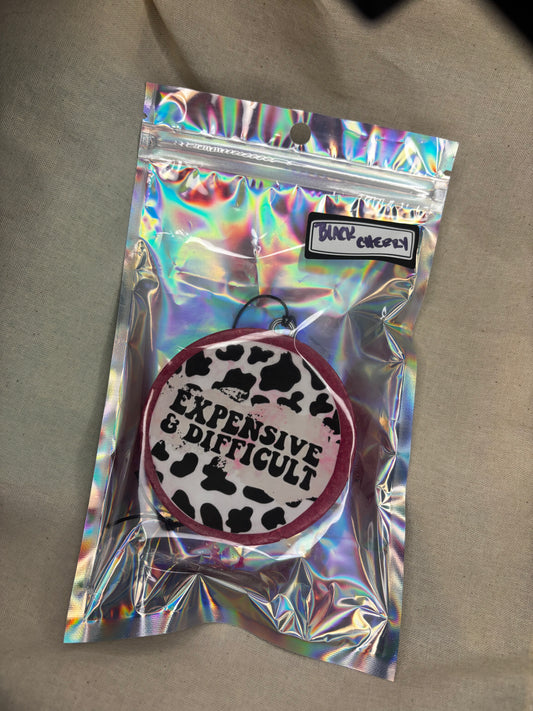 BLACK
CHERRY
EXPENSIVE
& DIFFICULT